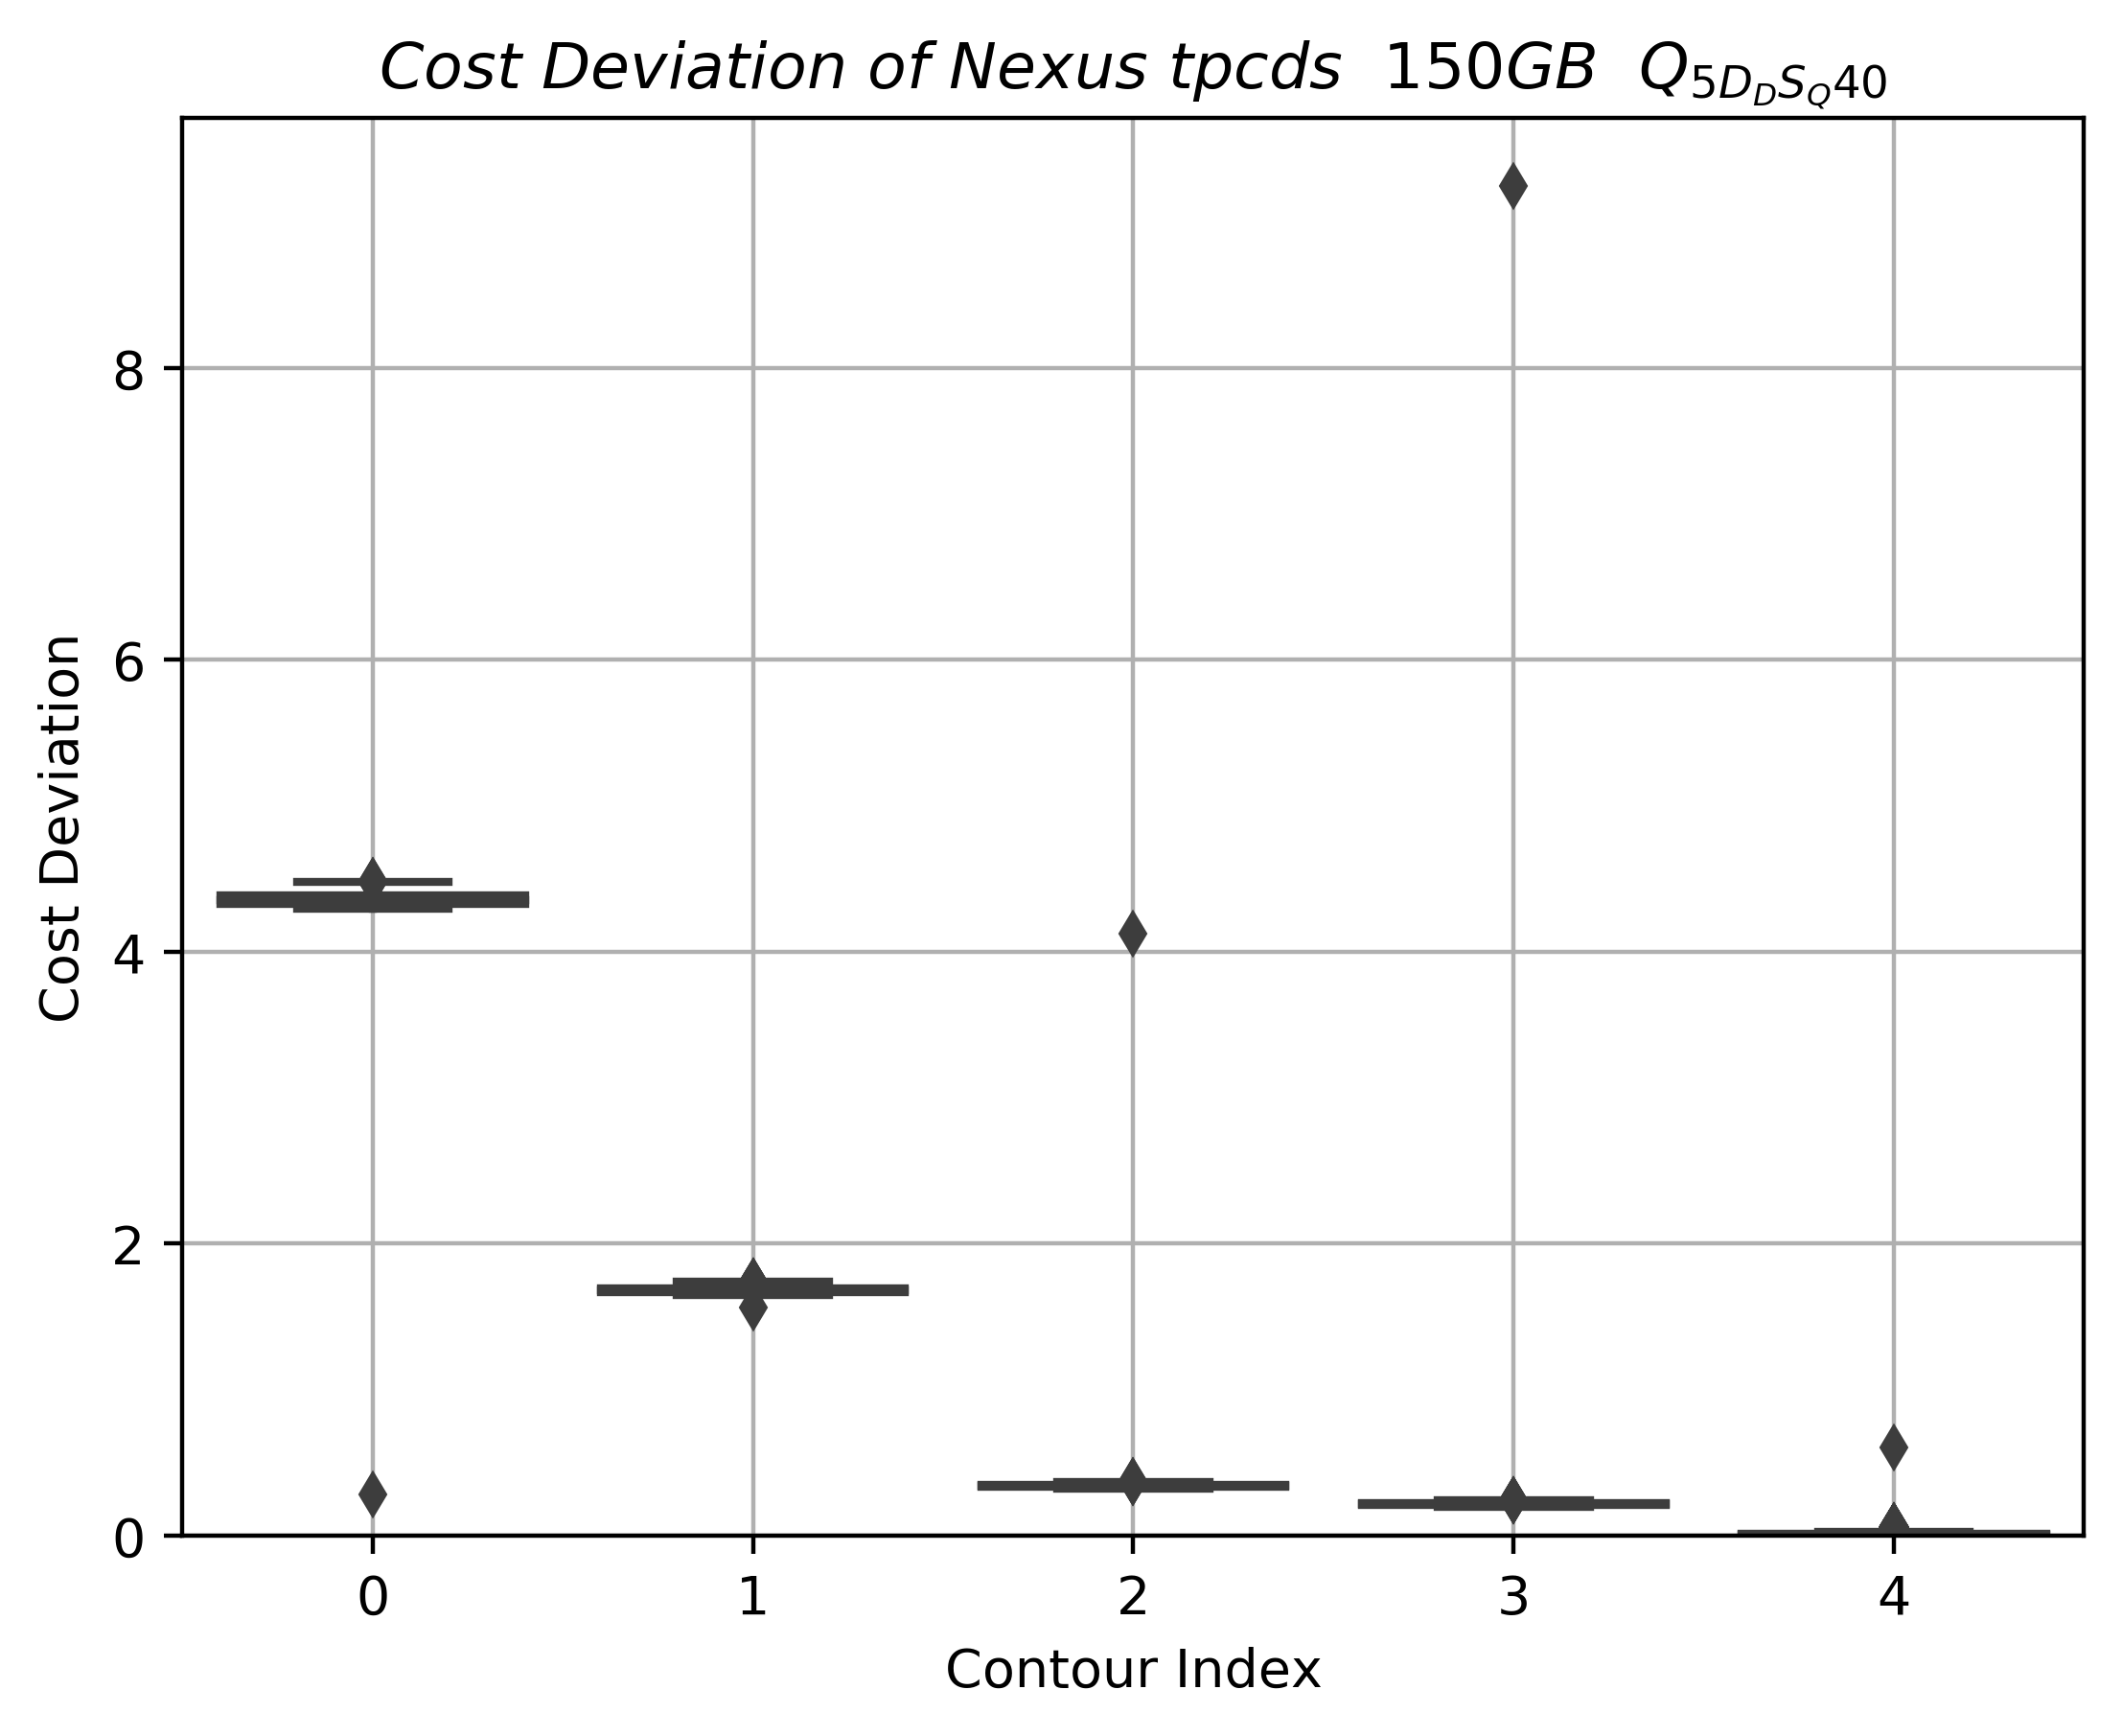 Cost Deviation of Nexus tpcds 150GB Q5DDSQ40
8
6
4
2
0
Cost Deviation
0 1 2 3 4
Contour Index